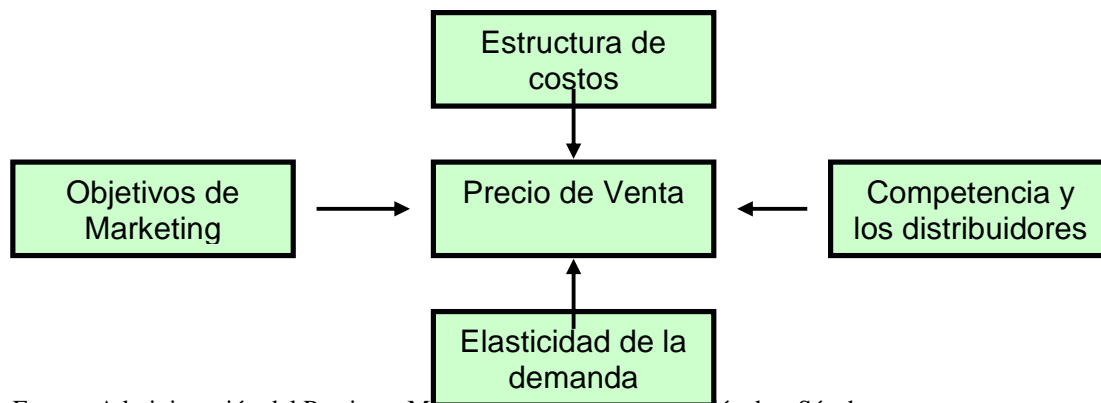 Estructura de
costos
Objetivos de
Marketing
Precio de Venta
Competencia y
los distribuidores
Elasticidad de la
demanda